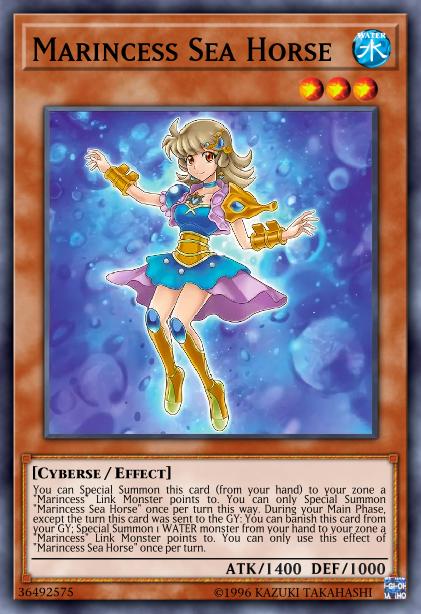 MARINCESS SEA HORSE
WATER
水
[CYBERSE / EFFECT]
You can Special Summon this card (from your hand) to your zone a
"Marincess" Link Monster points to. You can only Special Summon
"Marincess Sea Horse" once per turn this way. During your Main Phase,
except the turn this card was sent to the GY: You can banish this card from
your GY; Special Summon 1 WATER monster from your hand to your zone a
"Marincess" Link Monster points to. You can only use this effect of
"Marincess Sea Horse" once per turn.
ATK/1400 DEF/1000
36492575
©1996 KAZUKI TAKAHASHI